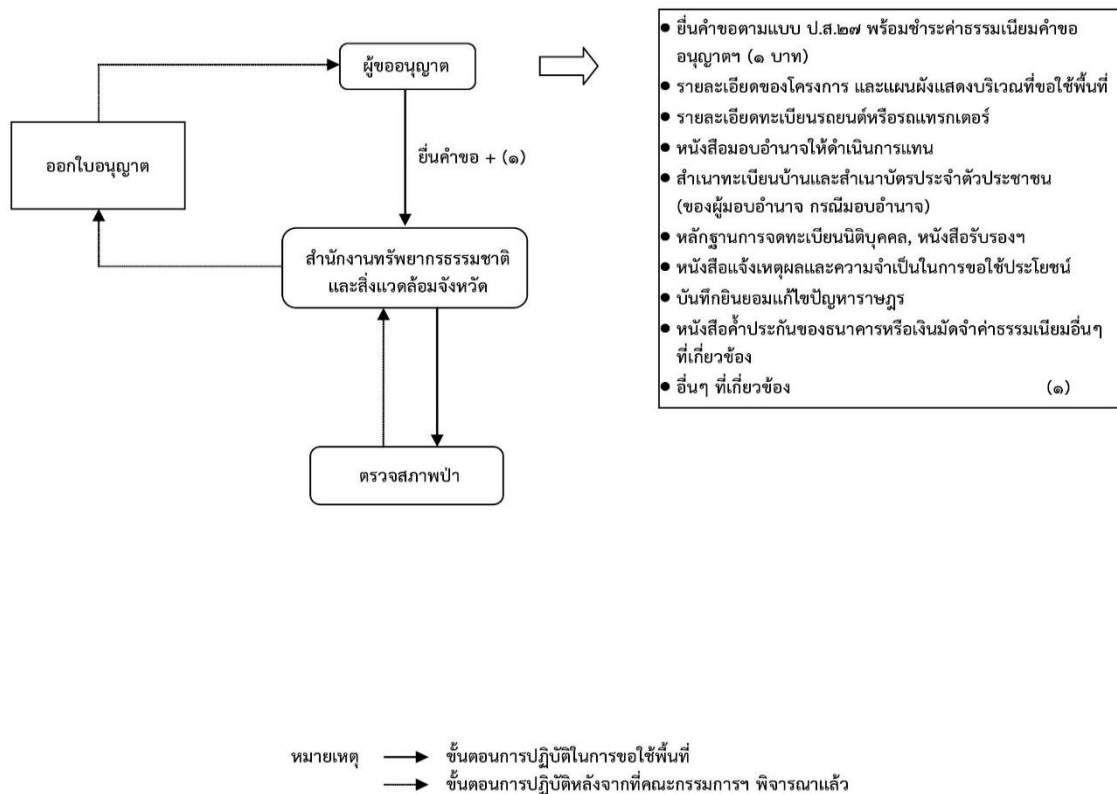 ผู้ขออนุญาต
ออกใบอนุญาต
ยื่นคำขอ + (๑)
สำนักงานทรัพยากรธรรมชาติ
และสิ่งแวดล้อมจังหวัด
ตรวจสภาพป่า
● ยื่นคำขอตามแบบ ป.ส.๒๗ พร้อมชำระค่าธรรมเนียมคำขอ
อนุญาตฯ (๑ บาท)
● รายละเอียดของโครงการ และแผนผังแสดงบริเวณที่ขอใช้พื้นที่
● รายละเอียดทะเบียนรถยนต์หรือรถแทรกเตอร์
● หนังสือมอบอำนาจให้ดำเนินการแทน
● สำเนาทะเบียนบ้านและสำเนาบัตรประจำตัวประชาชน
(ของผู้มอบอำนาจ กรณีมอบอำนาจ)
● หลักฐานการจดทะเบียนนิติบุคคล, หนังสือรับรองฯ
● หนังสือแจ้งเหตุผลและความจำเป็นในการขอใช้ประโยชน์
● บันทึกยินยอมแก้ไขปัญหาราษฎร
● หนังสือค้ำประกันของธนาคารหรือเงินมัดจำค่าธรรมเนียมอื่นๆ
ที่เกี่ยวข้อง
● อื่นๆ ที่เกี่ยวข้อง (๑)
หมายเหตุ ขั้นตอนการปฏิบัติในการขอใช้พื้นที่
ขั้นตอนการปฏิบัติหลังจากที่คณะกรรมการฯ พิจารณาแล้ว